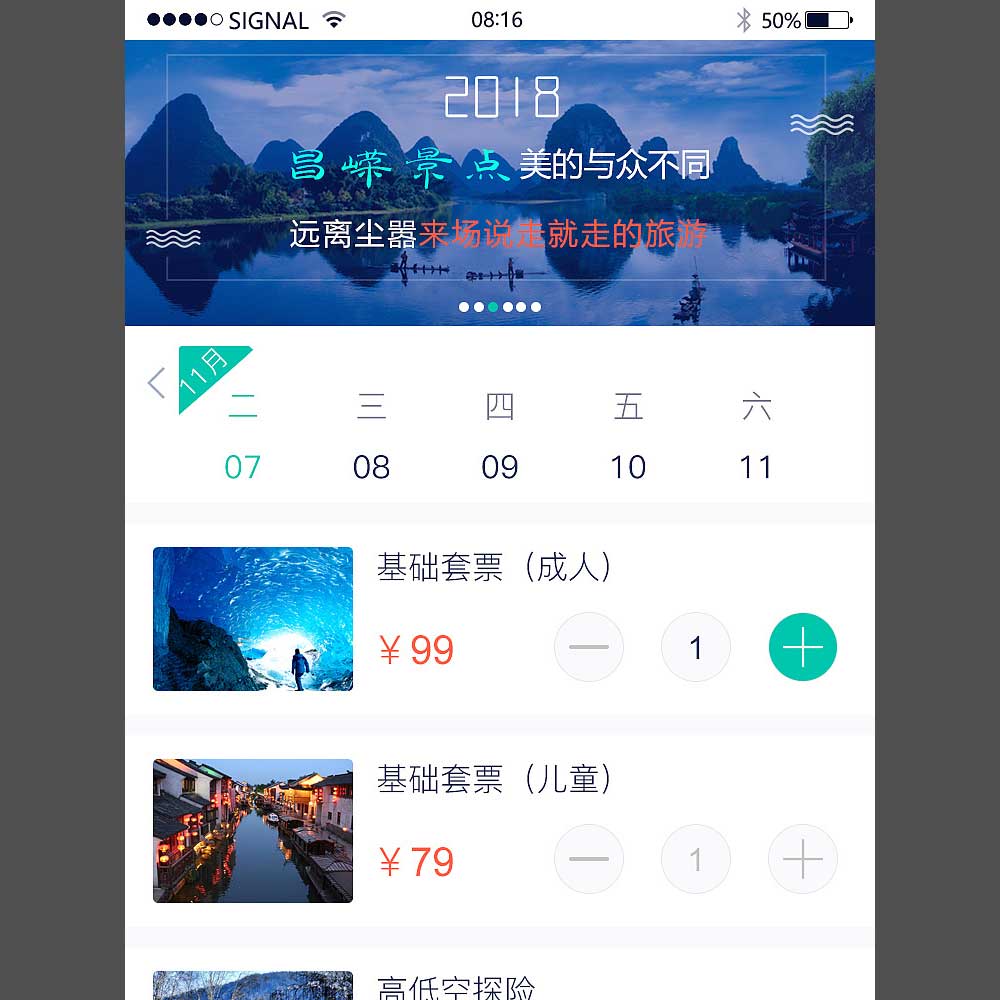 SIGNAL 08:16 50%
2018
昌嵘景点美的与众不同
远离尘器来场说走就走的旅游
11月
二 三 四 五 六
07 08 09 10 11
基础套票（成人）
￥99 1
基础套票（儿童）
￥79 1
高低空探险